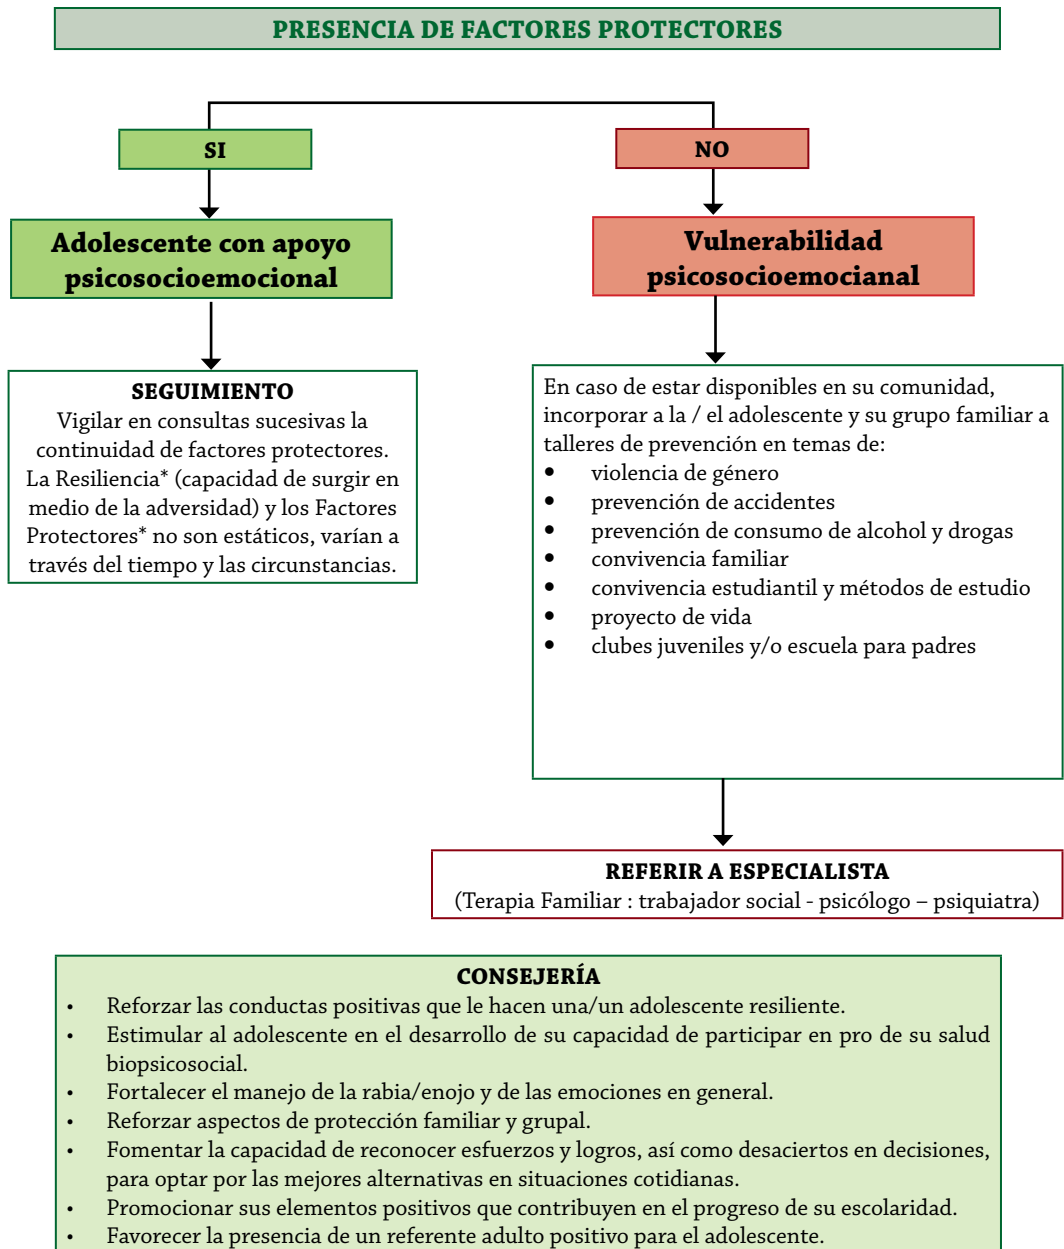 PRESENCIA DE FACTORES PROTECTORES
SI
NO
Adolescente con apoyo
psicosocioemocional
Vulnerabilidad
psicosocioemocianal
SEGUIMIENTO
Vigilar en consultas sucesivas la
continuidad de factores protectores.
La Resiliencia* (capacidad de surgir en
medio de la adversidad) y los Factores
Protectores* no son estáticos, varían a
través del tiempo y las circunstancias.
En caso de estar disponibles en su comunidad,
incorporar a la / el adolescente y su grupo familiar a
talleres de prevención en temas de:
• violencia de género
• prevención de accidentes
• prevención de consumo de alcohol y drogas
• convivencia familiar
• convivencia estudiantil y métodos de estudio
• proyecto de vida
• clubes juveniles y/o escuela para padres
REFERIR A ESPECIALISTA
(Terapia Familiar : trabajador social - psicólogo – psiquiatra)
CONSEJERÍA
• Reforzar las conductas positivas que le hacen una/un adolescente resiliente.
• Estimular al adolescente en el desarrollo de su capacidad de participar en pro de su salud
biopsicosocial.
• Fortalecer el manejo de la rabia/enojo y de las emociones en general.
• Reforzar aspectos de protección familiar y grupal.
• Fomentar la capacidad de reconocer esfuerzos y logros, así como desaciertos en decisiones,
para optar por las mejores alternativas en situaciones cotidianas.
• Promocionar sus elementos positivos que contribuyen en el progreso de su escolaridad.
• Favorecer la presencia de un referente adulto positivo para el adolescente.